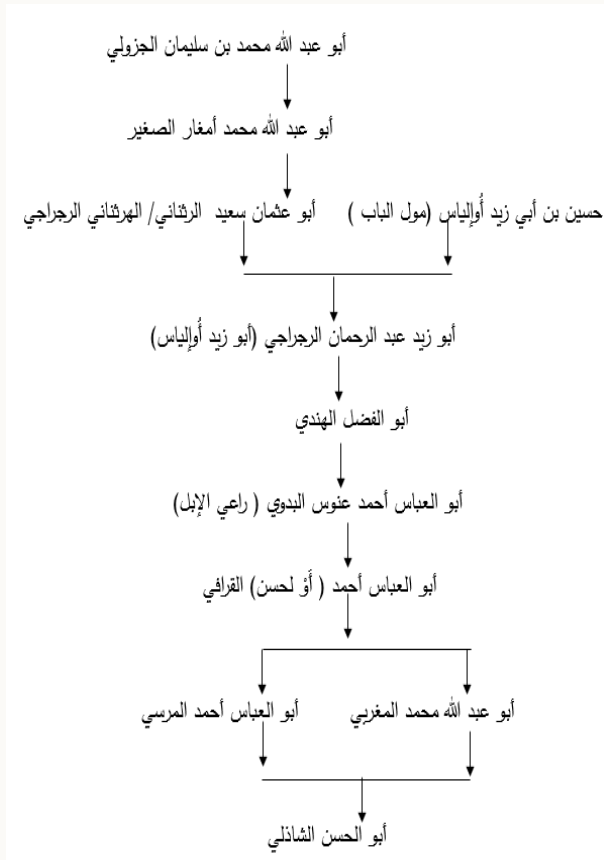 أبو عبد الله محمد بن سليمان الجزولي
أبو عبد الله محمد أمغار الصغير
حسين بن أبي زيد أُوإلياس (مول الباب ) أبو عثمان سعيد الرثناني/ الهرثناني الرجراجي
أبو زيد عبد الرحمان الرجراجي (أبو زيد أُوإلياس)
أبو الفضل الهندي
أبو العباس أحمد عنوس البدوي ( راعي الإبل)
أبو العباس أحمد ( أَوْ لحسن) القرافي
أبو عبد الله محمد المغربي أبو العباس أحمد المرسي
أبو الحسن الشاذلي